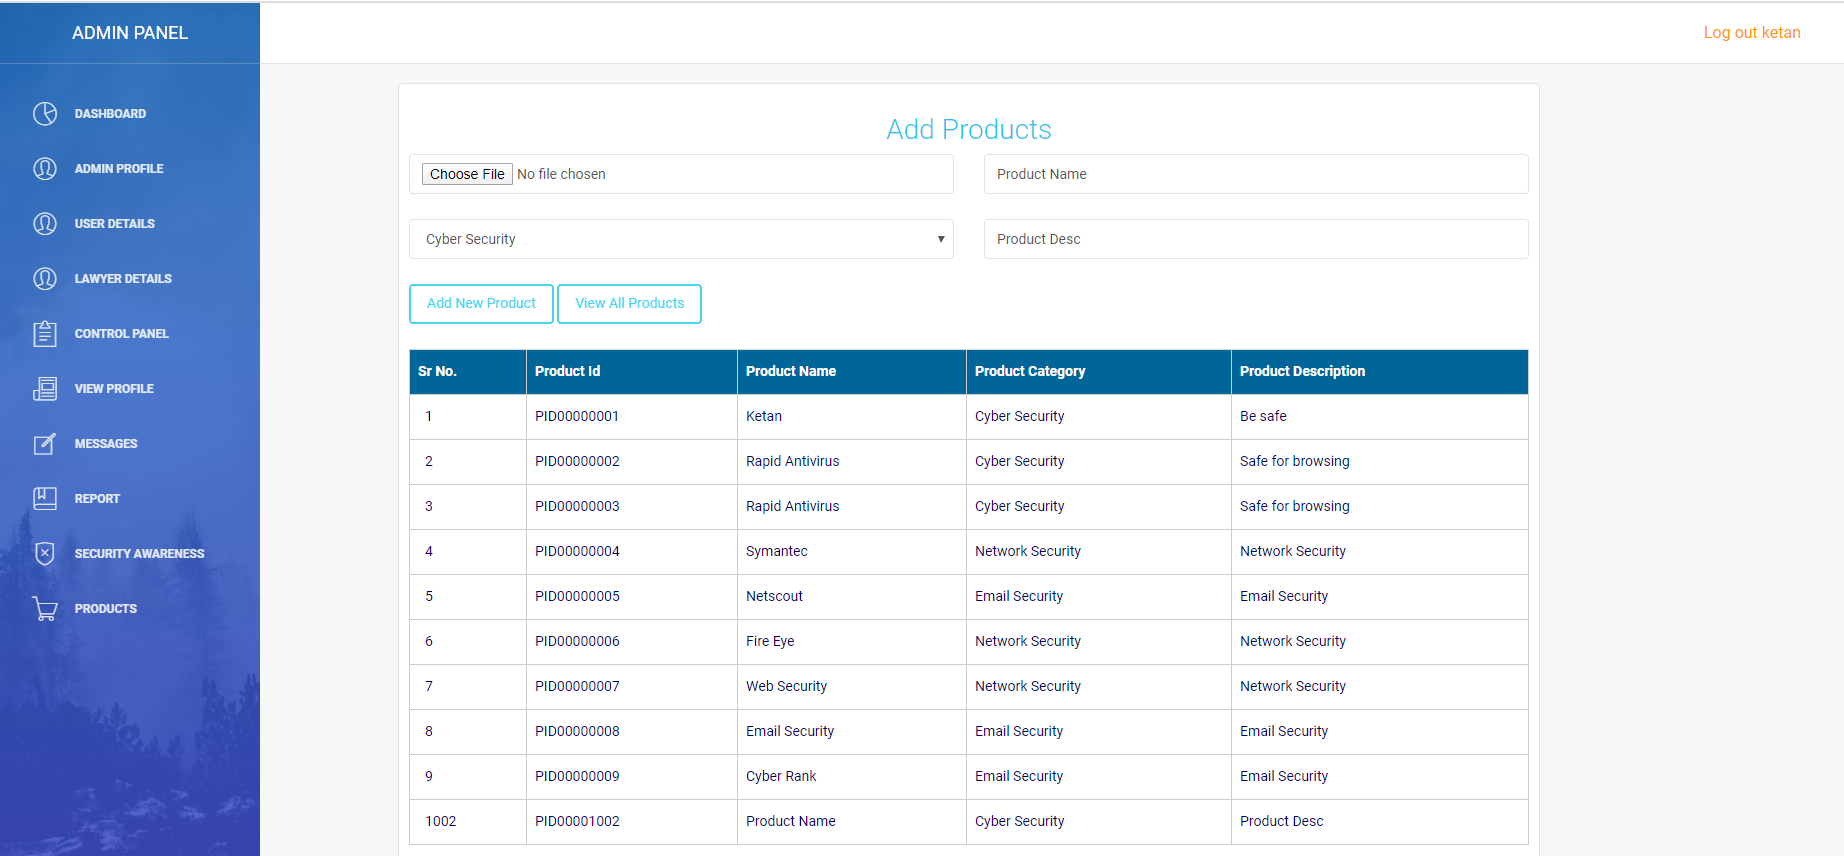 ADMIN PANEL
Log out ketan
DASHBOARD
ADMIN PROFILE
USER DETAILS
LAWYER DETAILS
CONTROL PANEL
VIEW PROFILE
MESSAGES
REPORT
SECURITY AWARENESS
PRODUCTS
Add Products
Choose File No file chosen
Product Name
Cyber Security
Product Desc
Add New Product View All Products
Sr No. Product Id Product Name Product Category Product Description
1 PID00000001 Ketan Cyber Security Be safe
2 PID00000002 Rapid Antivirus Cyber Security Safe for browsing
3 PID00000003 Rapid Antivirus Cyber Security Safe for browsing
4 PID00000004 Symantec Network Security Network Security
5 PID00000005 Netscout Email Security Email Security
6 PID00000006 Fire Eye Network Security Network Security
7 PID00000007 Web Security Network Security Network Security
8 PID00000008 Email Security Email Security Email Security
9 PID00000009 Cyber Rank Email Security Email Security
1002 PID00001002 Product Name Cyber Security Product Desc